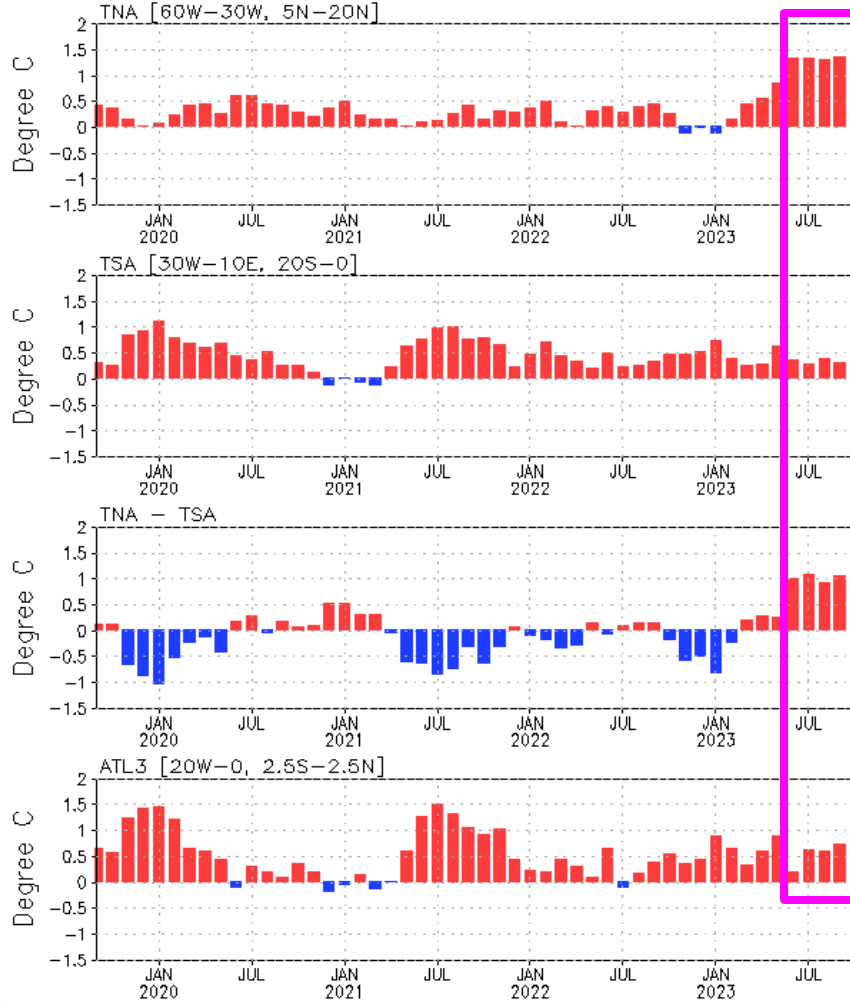 TNA [60W-30W, 5N-20N]
Degree C
2
1.5
1
0.5
0
-0.5
-1
-1.5
JAN JUL JAN JUL JAN JUL JAN JUL
2020 2021 2022 2023
TSA [30W-10E, 20S-0]
Degree C
2
1.5
1
0.5
0
-0.5
-1
-1.5
JAN JUL JAN JUL JAN JUL JAN JUL
2020 2021 2022 2023
TNA - TSA
Degree C
2
1.5
1
0.5
0
-0.5
-1
-1.5
JAN JUL JAN JUL JAN JUL JAN JUL
2020 2021 2022 2023
ATL3 [20W-0, 2.5S-2.5N]
Degree C
2
1.5
1
0.5
0
-0.5
-1
-1.5
JAN JUL JAN JUL JAN JUL JAN JUL
2020 2021 2022 2023